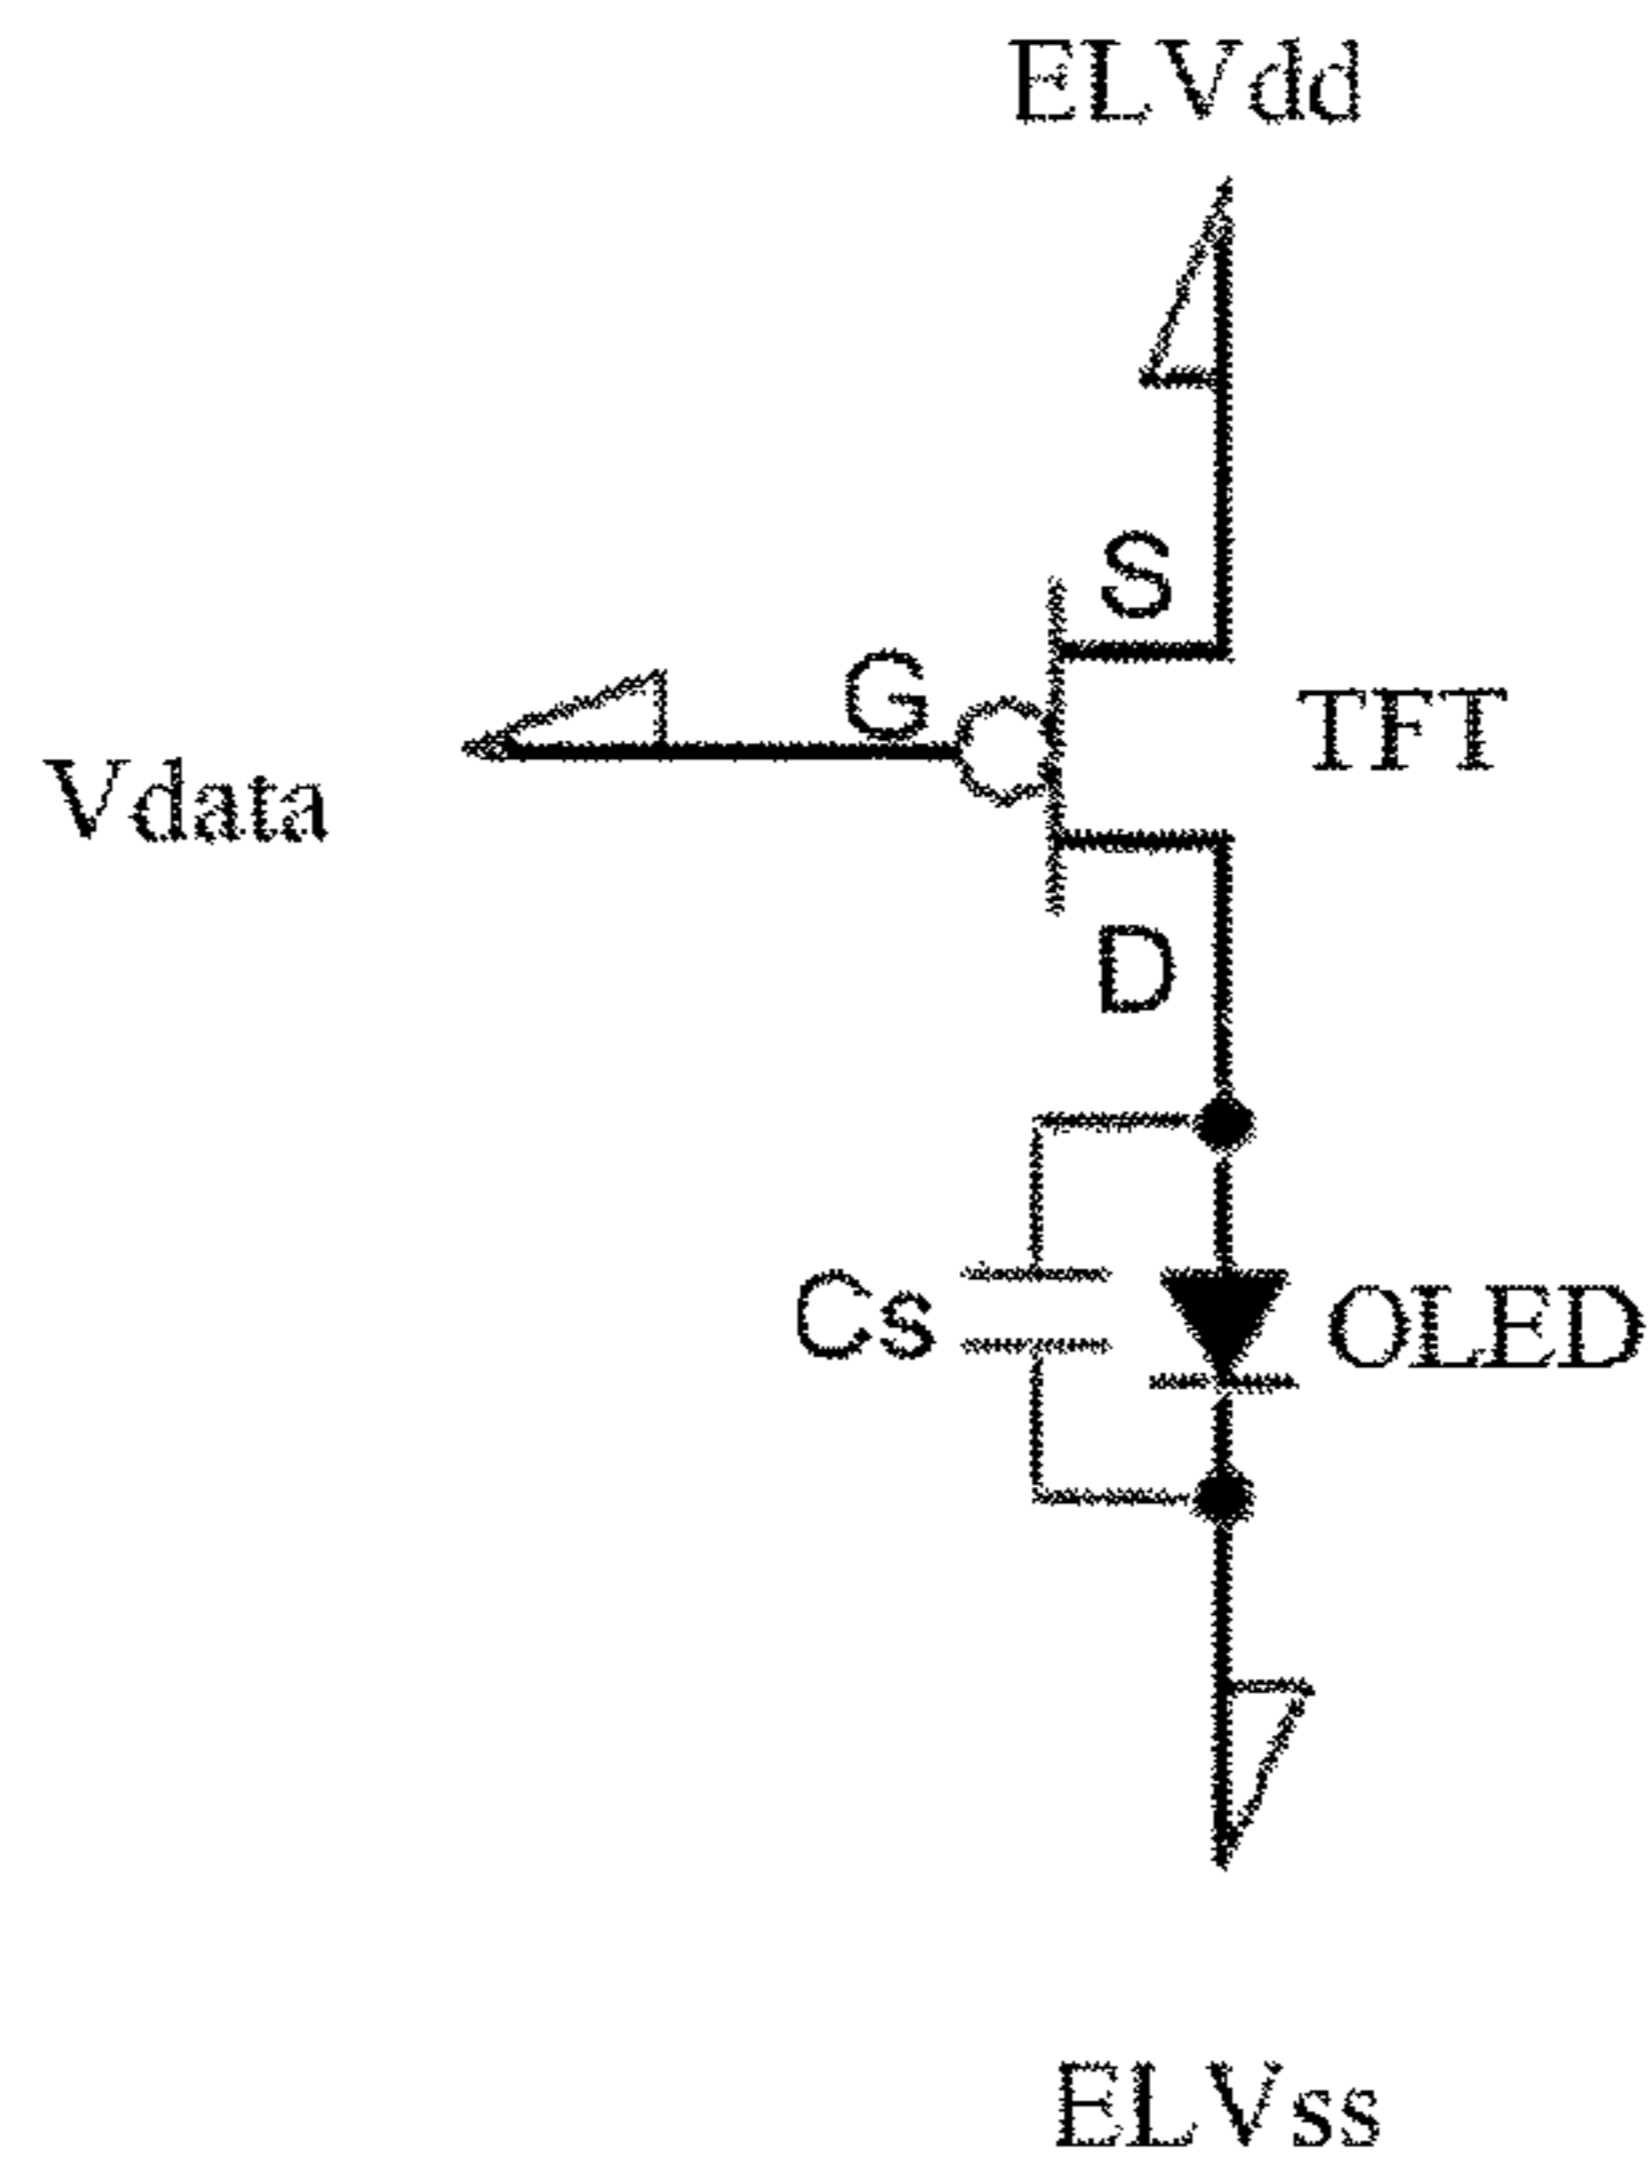 ELVdd
S
G
TFT
Vdata
D
Cs
OLED
ELVss